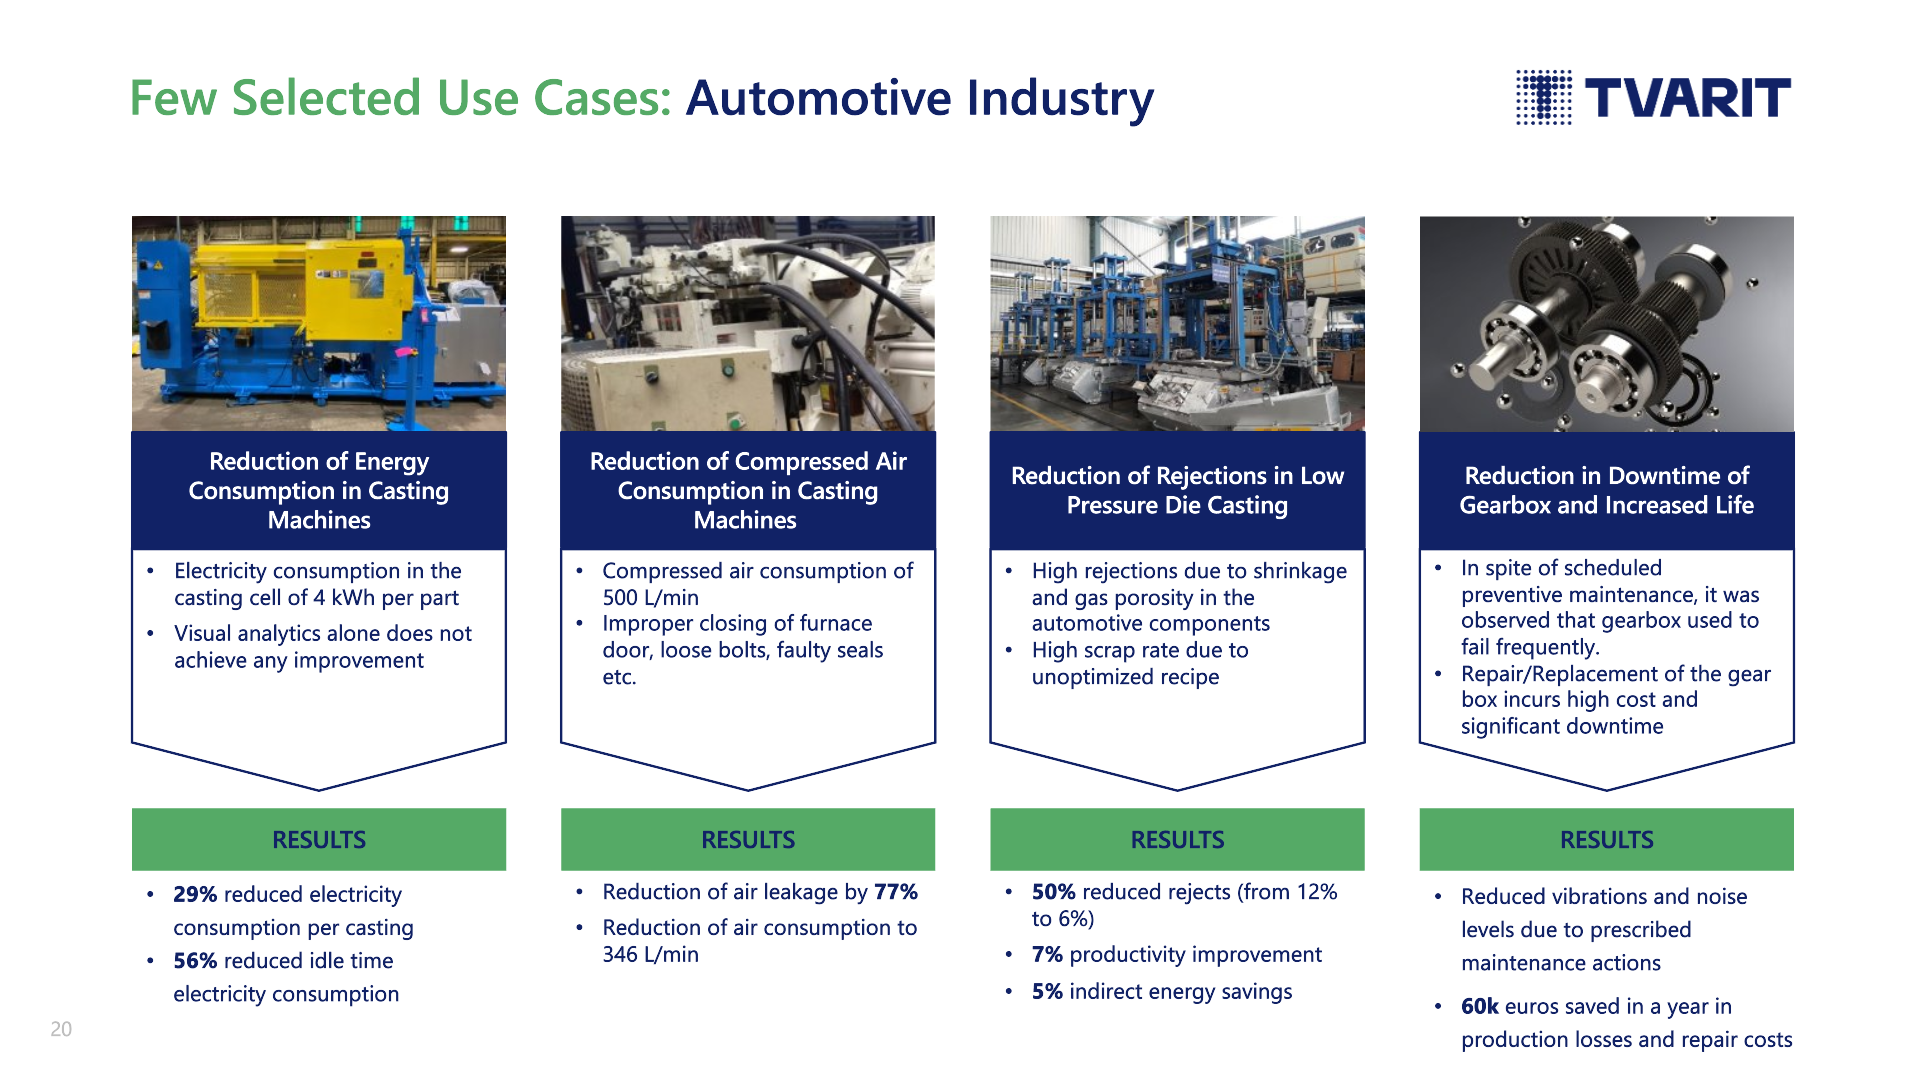 Few Selected Use Cases: Automotive Industry
TVARIT
Reduction of Energy
Consumption in Casting
Machines
• Electricity consumption in the
casting cell of 4 kWh per part
• Visual analytics alone does not
achieve any improvement
RESULTS
• 29% reduced electricity
consumption per casting
• 56% reduced idle time
electricity consumption
Reduction of Compressed Air
Consumption in Casting
Machines
• Compressed air consumption of
500 L/min
• Improper closing of furnace
door, loose bolts, faulty seals
etc.
RESULTS
• Reduction of air leakage by 77%
• Reduction of air consumption to
346 L/min
Reduction of Rejections in Low
Pressure Die Casting
• High rejections due to shrinkage
and gas porosity in the
automotive components
• High scrap rate due to
unoptimized recipe
RESULTS
• 50% reduced rejects (from 12%
to 6%)
• 7% productivity improvement
• 5% indirect energy savings
Reduction in Downtime of
Gearbox and Increased Life
• In spite of scheduled
preventive maintenance, it was
observed that gearbox used to
fail frequently.
• Repair/Replacement of the gear
box incurs high cost and
significant downtime
RESULTS
• Reduced vibrations and noise
levels due to prescribed
maintenance actions
• 60k euros saved in a year in
production losses and repair costs
20